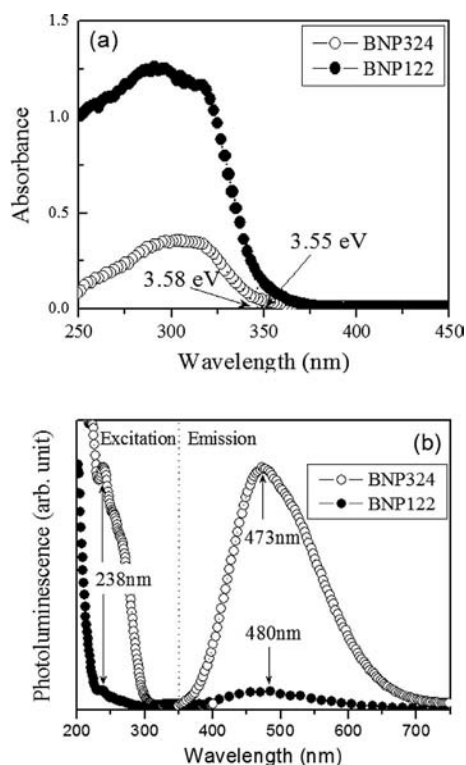 (a)
BNP324
BNP122
Absorbance
1.5
1.0
0.5
0.0
3.58 eV
3.55 eV
250 300 350 400 450
Wavelength (nm)
(b)
Excitation Emission
BNP324
BNP122
Photoluminescence (arb. unit)
238nm
473nm
480nm
200 300 400 500 600 700
Wavelength (nm)